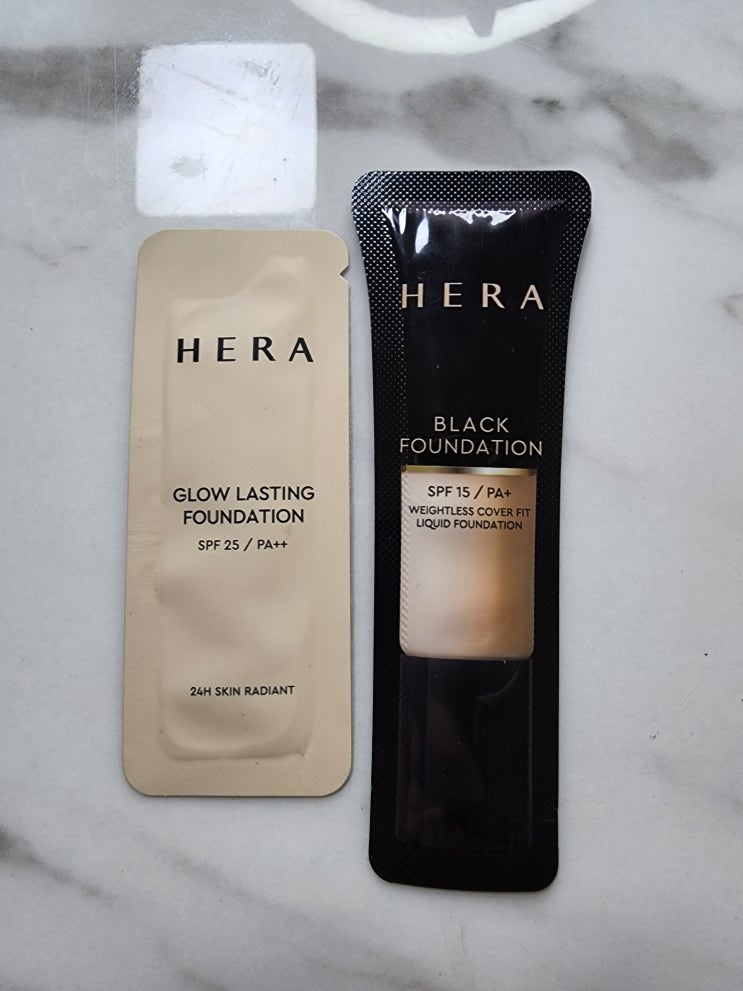 HERA
GLOW LASTING
FOUNDATION
SPF 25 / PA++
24H SKIN RADIANT
HERA
BLACK
FOUNDATION
SPF 15 / PA+
WEIGHTLESS COVER FIT
LIQUID FOUNDATION